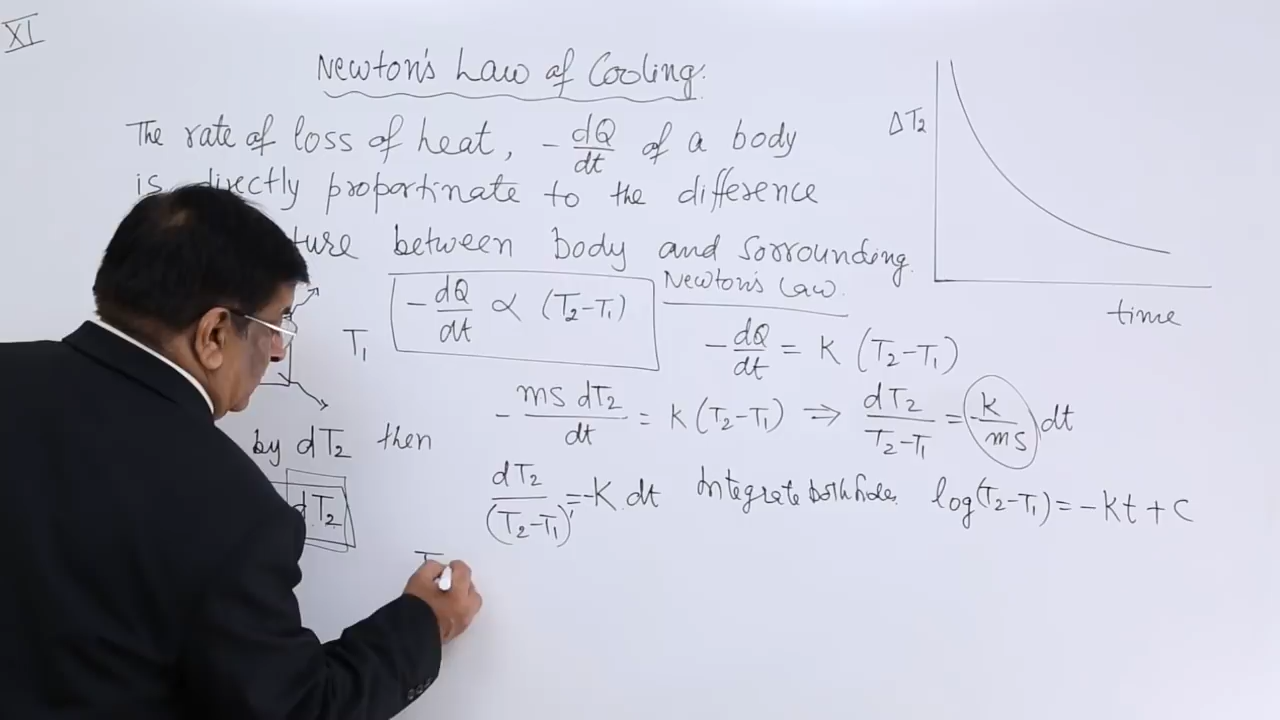 XI
Newton's Law of Cooling.
The rate of loss of heat, - dQ/dt of a body
is directly proportinate to the difference
ture between body and sorrounding.
- dQ/dt ∝ (T₂-T₁)
Newton's Law.
T₁
- dQ/dt = K (T₂-T₁)
- ms dT₂/dt = K (T₂-T₁) ⇒ dT₂/T₂-T₁ = k/ms dt
by dT₂ then
dT₂/(T₂-T₁) = -K dt Integrate both log(T₂-T₁) = -kt + C
dT₂
T
ΔT₂
time